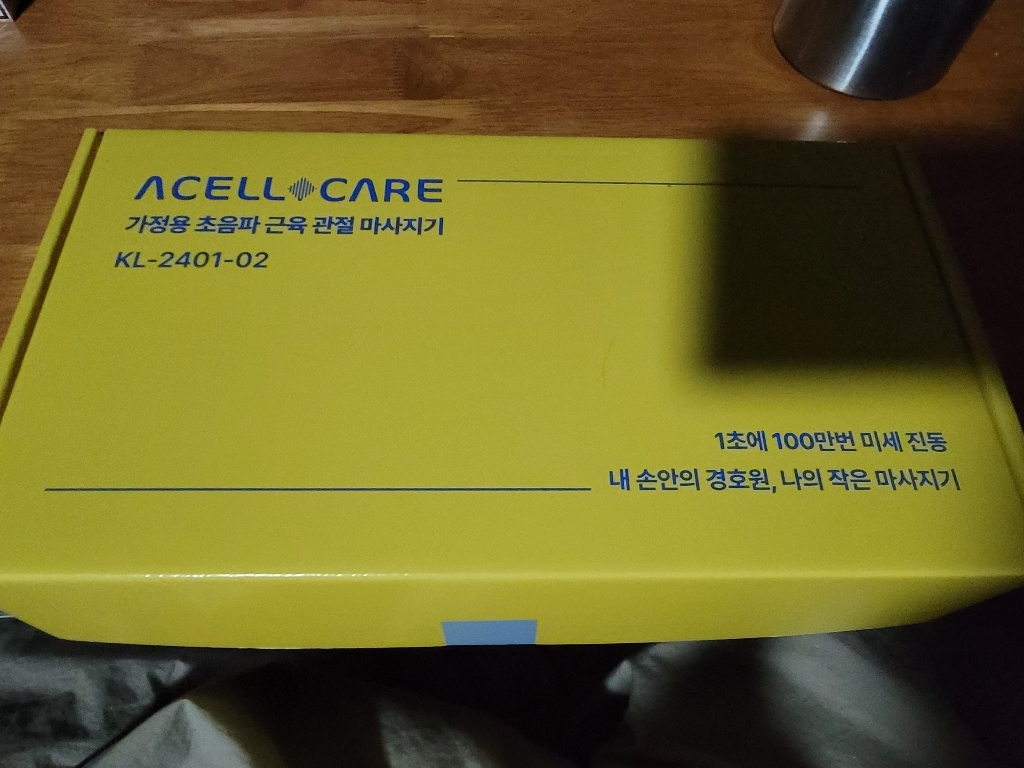 ACELL CARE
가정용 초음파 근육 관절 마사지기
KL-2401-02
1초에 100만번 미세 진동
내 손안의 경호원, 나의 작은 마사지기